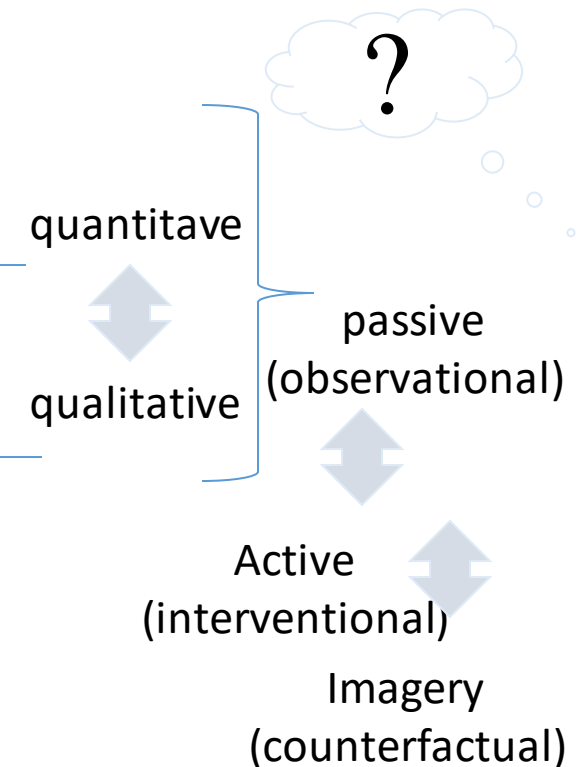 ?
quantitave
qualitative
passive
(observational)
Active
(interventional)
Imagery
(counterfactual)